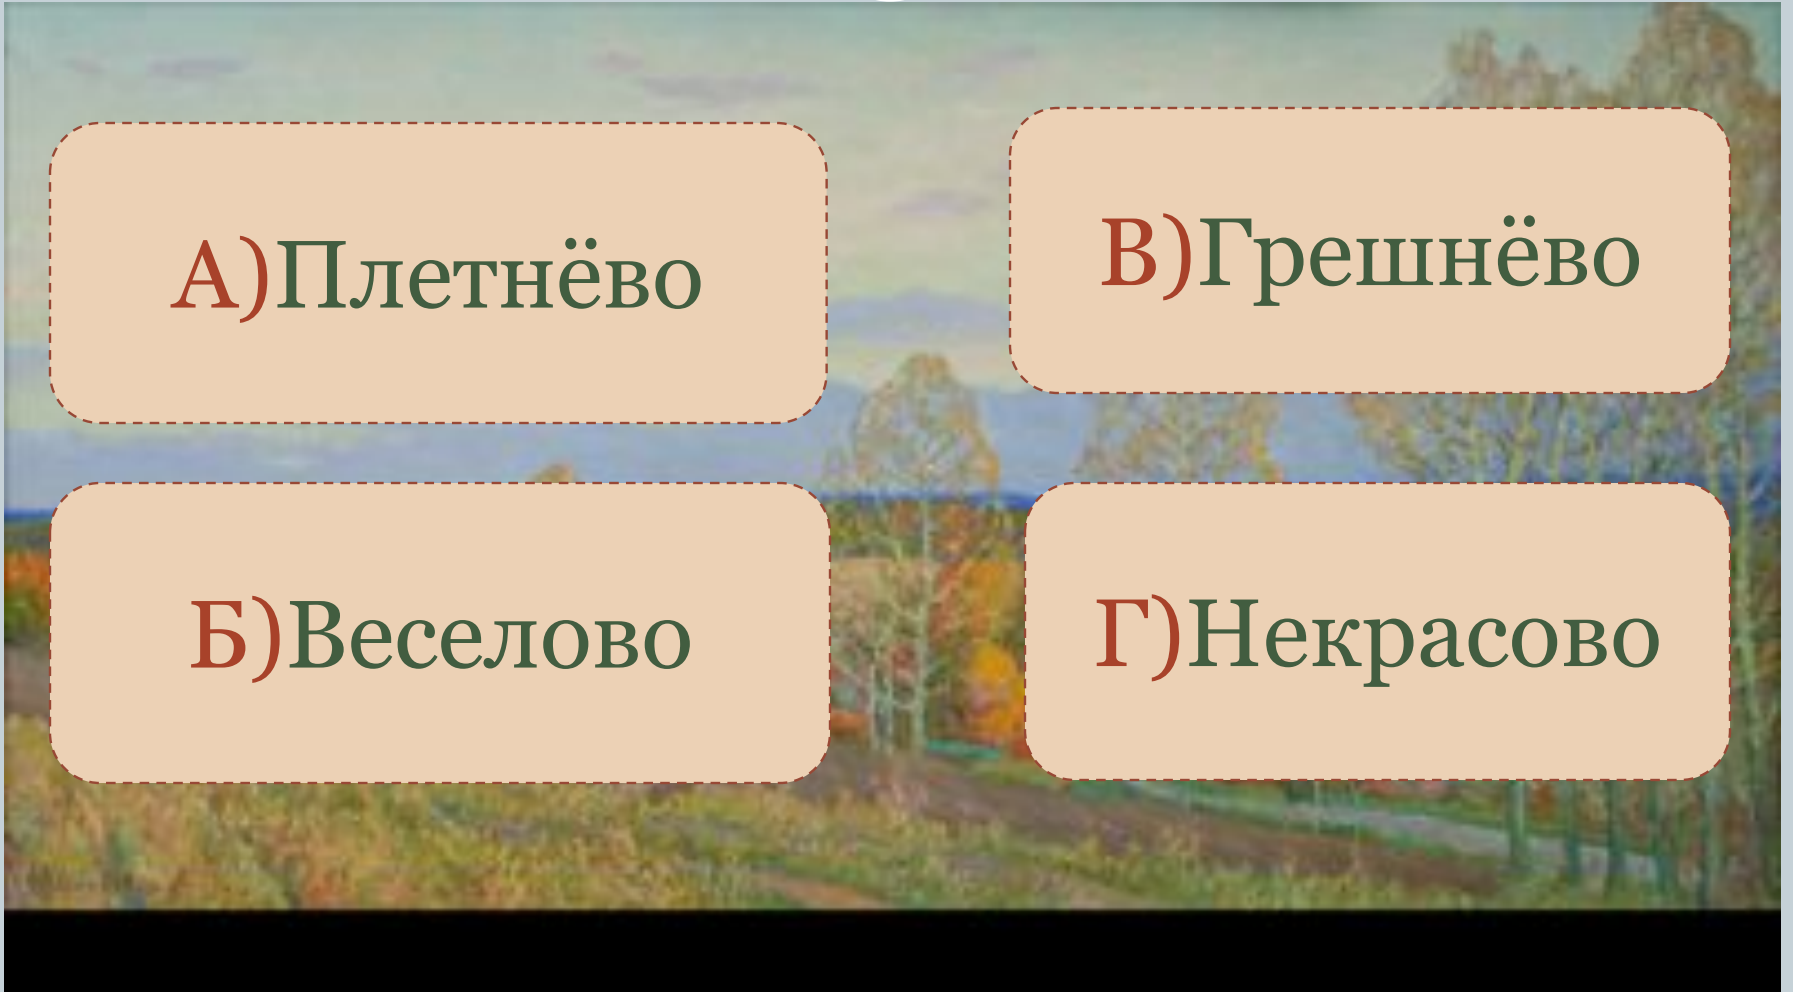 А)Плетнёво
В)Грешнёво
Б)Веселово
Г)Некрасово